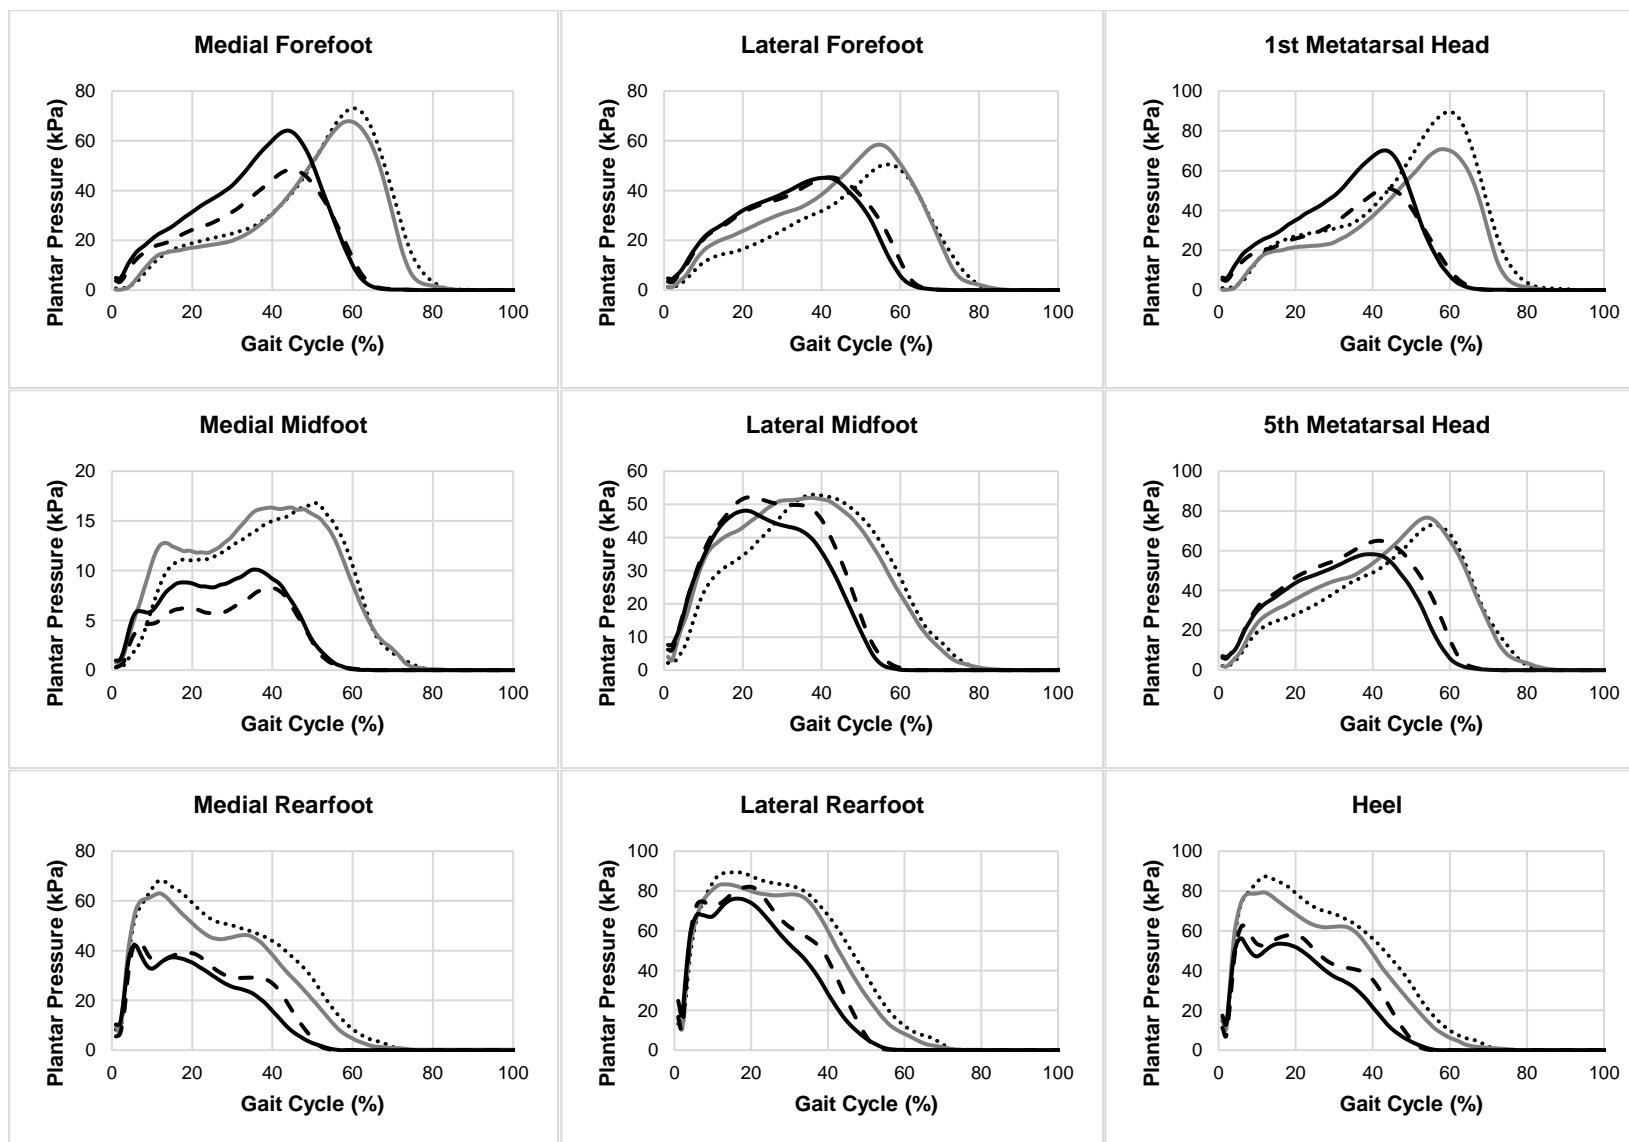 Medial Forefoot
Plantar Pressure (kPa)
80
60
40
20
0
0 20 40 60 80 100
Gait Cycle (%)
Lateral Forefoot
Plantar Pressure (kPa)
80
60
40
20
0
0 20 40 60 80 100
Gait Cycle (%)
1st Metatarsal Head
Plantar Pressure (kPa)
100
80
60
40
20
0
0 20 40 60 80 100
Gait Cycle (%)
Medial Midfoot
Plantar Pressure (kPa)
20
15
10
5
0
0 20 40 60 80 100
Gait Cycle (%)
Lateral Midfoot
Plantar Pressure (kPa)
60
50
40
30
20
10
0
0 20 40 60 80 100
Gait Cycle (%)
5th Metatarsal Head
Plantar Pressure (kPa)
100
80
60
40
20
0
0 20 40 60 80 100
Gait Cycle (%)
Medial Rearfoot
Plantar Pressure (kPa)
80
60
40
20
0
0 20 40 60 80 100
Gait Cycle (%)
Lateral Rearfoot
Plantar Pressure (kPa)
100
80
60
40
20
0
0 20 40 60 80 100
Gait Cycle (%)
Heel
Plantar Pressure (kPa)
100
80
60
40
20
0
0 20 40 60 80 100
Gait Cycle (%)